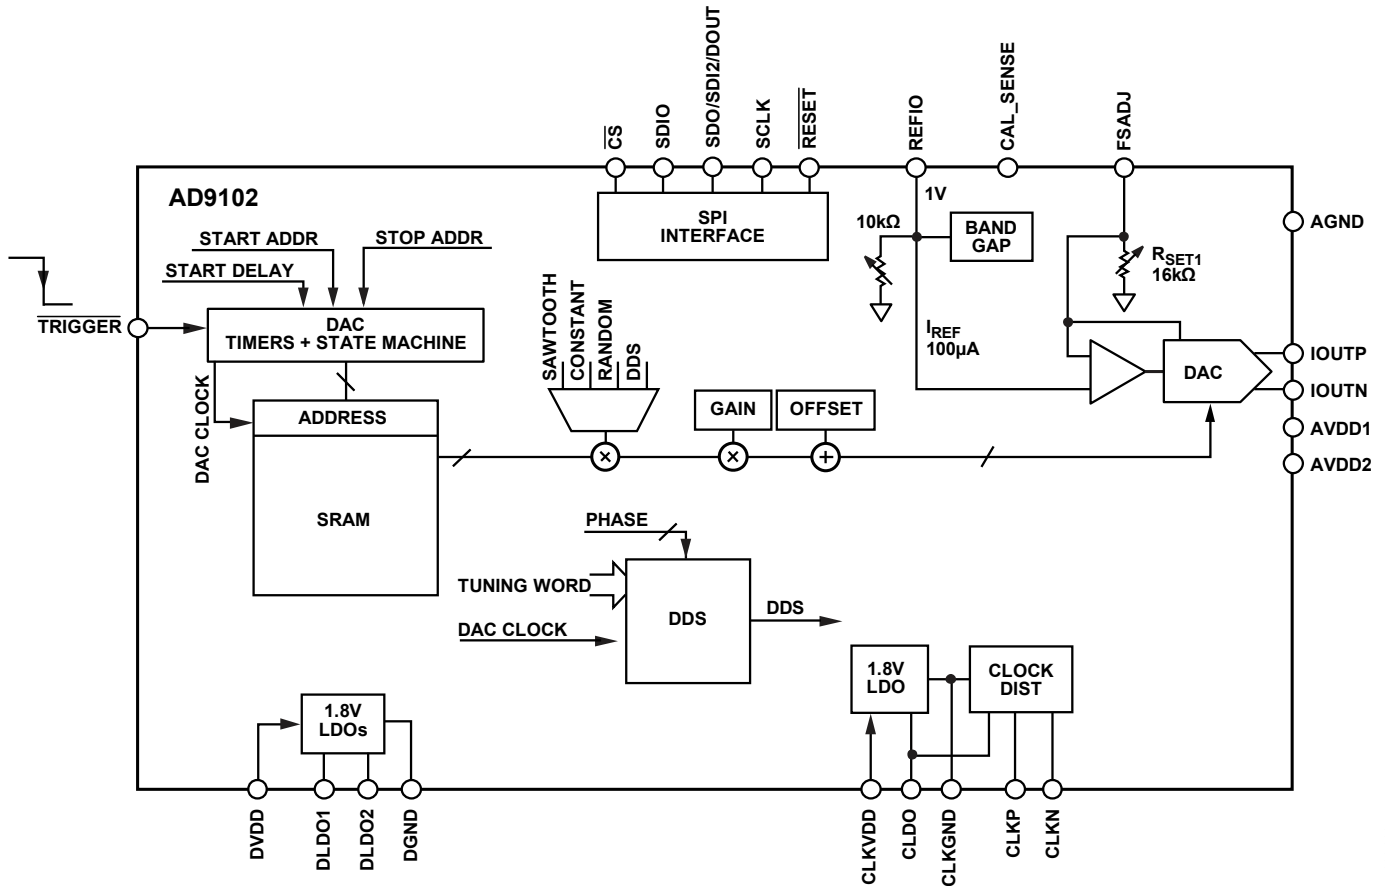 CS
SDIO
SDO/SDI2/DOUT
SCLK
RESET
REFIO
CAL_SENSE
FSADJ
AD9102
SPI
INTERFACE
1V
10kΩ
BAND
GAP
RSET1
16kΩ
AGND
START ADDR
STOP ADDR
START DELAY
TRIGGER
DAC
TIMERS + STATE MACHINE
IREF
100µA
DAC
IOUTP
IOUTN
AVDD1
AVDD2
SAWTOOTH
CONSTANT
RANDOM
DDS
GAIN
OFFSET
×
×
+
DAC CLOCK
ADDRESS
SRAM
PHASE
TUNING WORD
DAC CLOCK
DDS
DDS
1.8V
LDO
CLOCK
DIST
1.8V
LDOs
DVDD
DLDO1
DLDO2
DGND
CLKVDD
CLDO
CLKGND
CLKP
CLKN